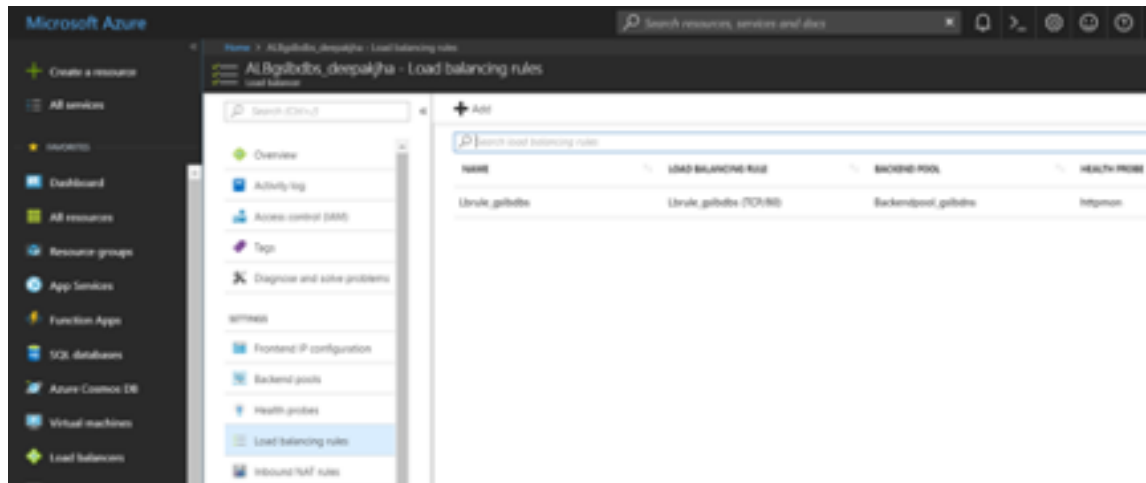 Microsoft Azure
Search resources, services and docs
Home > ALBgslbdbs_deepakjha - Load balancing rules
ALBgslbdbs_deepakjha - Load balancing rules
Load balancer
Create a resource
All services
FAVORITES
Dashboard
All resources
Resource groups
App Services
Function Apps
SQL databases
Azure Cosmos DB
Virtual machines
Load balancers
Search (Ctrl+/)
Overview
Activity log
Access control (IAM)
Tags
Diagnose and solve problems
SETTINGS
Frontend IP configuration
Backend pools
Health probes
Load balancing rules
Inbound NAT rules
Add
Search load balancing rules
NAME LOAD BALANCING RULE BACKEND POOL HEALTH PROBE
Lbrule_gslbdbs Lbrule_gslbdbs (TCP/80) Backendpool_gslbdbs httpmon